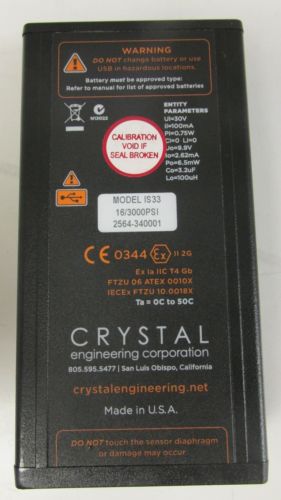 WARNING
DO NOT change battery or use
USB in hazardous locations.
Battery must be approved type:
Refer to manual for list of approved batteries
N13022
CALIBRATION
VOID IF
SEAL BROKEN
ENTITY
PARAMETERS
Ui=30V
Ii=100mA
Pi=0.75W
Ci=0 Li=0
Uo=9.9V
Io=2.62mA
Po=6.5mW
Co=3.2uF
Lo=100uH
MODEL IS33
16/3000PSI
2564-340001
CE 0344 Ex II 2G
Ex ia IIC T4 Gb
FTZU 06 ATEX 0010X
IECEx FTZU 10.0018X
Ta = 0C to 50C
CRYSTAL
engineering corporation
805.595.5477 | San Luis Obispo, California
crystalengineering.net
Made in U.S.A.
DO NOT touch the sensor diaphragm
or damage may occur